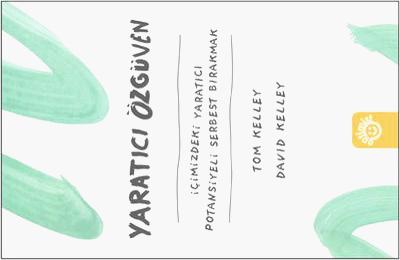 YARATICI ÖZGÜVEN
İÇİMİZDEKİ YARATICI
POTANSİYELİ SERBEST BIRAKMAK
TOM KELLEY
DAVID KELLEY